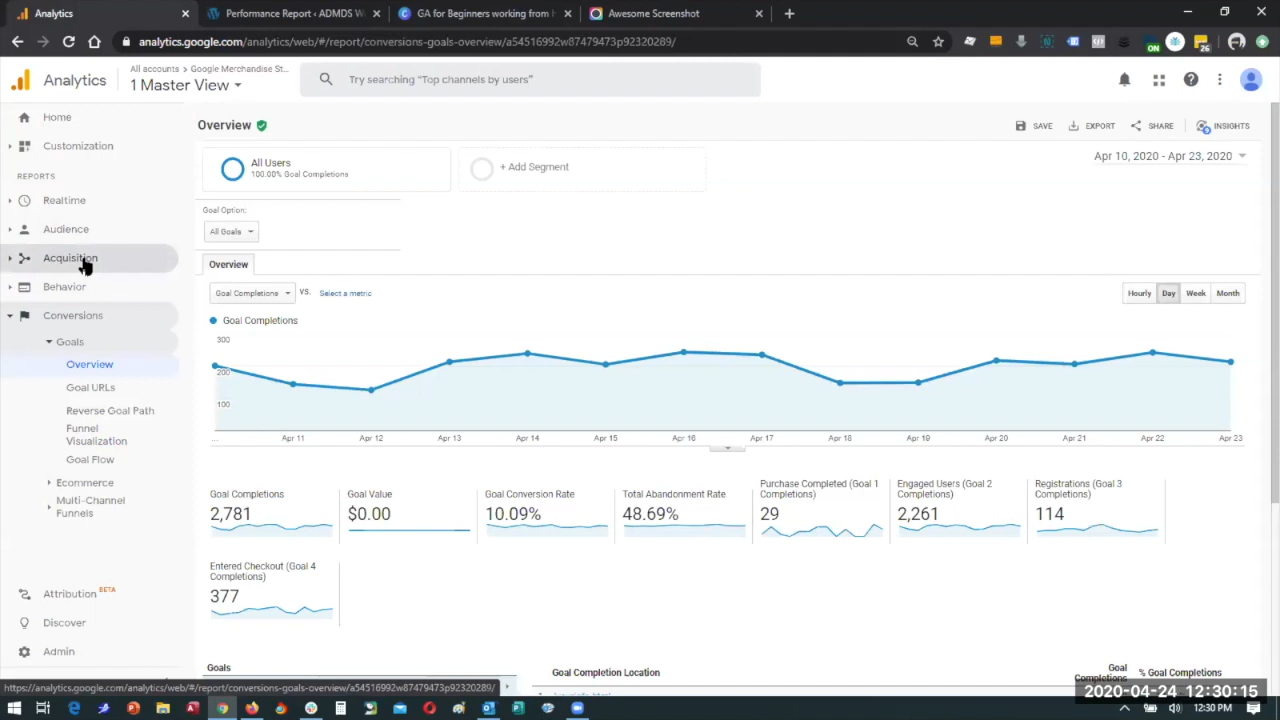 Analytics
Performance Report ‹ ADMDS W
GA for Beginners working from H
Awesome Screenshot
analytics.google.com/analytics/web/#/report/conversions-goals-overview/a54516992w87479473p92320289/
ON
26
Analytics
All accounts > Google Merchandise St...
1 Master View
Try searching "Top channels by users"
Home
Customization
REPORTS
Realtime
Audience
Acquisition
Behavior
Conversions
Goals
Overview
Goal URLs
Reverse Goal Path
Funnel
Visualization
Goal Flow
Ecommerce
Multi-Channel
Funnels
Attribution BETA
Discover
Admin
Overview
SAVE
EXPORT
SHARE
INSIGHTS
All Users
100.00% Goal Completions
+ Add Segment
Apr 10, 2020 - Apr 23, 2020
Goal Option:
All Goals
Overview
Goal Completions
VS.
Select a metric
Hourly
Day
Week
Month
Goal Completions
300
200
100
...
Apr 11
Apr 12
Apr 13
Apr 14
Apr 15
Apr 16
Apr 17
Apr 18
Apr 19
Apr 20
Apr 21
Apr 22
Apr 23
Goal Completions
2,781
Goal Value
$0.00
Goal Conversion Rate
10.09%
Total Abandonment Rate
48.69%
Purchase Completed (Goal 1
Completions)
29
Engaged Users (Goal 2
Completions)
2,261
Registrations (Goal 3
Completions)
114
Entered Checkout (Goal 4
Completions)
377
Goals
Goal Completion Location
Goal
Completions
% Goal Completions
https://analytics.google.com/analytics/web/#/report/conversions-goals-overview/a54516992w87479473p92320289/
2020-04-24 12:30:15
12:30 PM